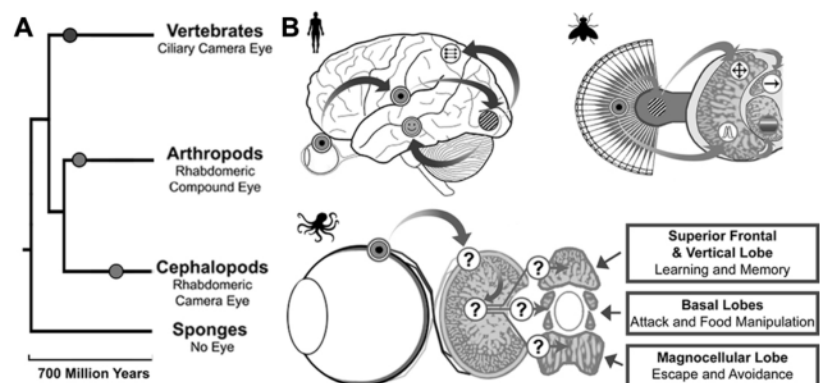 A
Vertebrates
Ciliary Camera Eye
Arthropods
Rhabdomeric
Compound Eye
Cephalopods
Rhabdomeric
Camera Eye
Sponges
No Eye
700 Million Years
B
?
?
?
?
?
Superior Frontal
& Vertical Lobe
Learning and Memory
Basal Lobes
Attack and Food Manipulation
Magnocellular Lobe
Escape and Avoidance